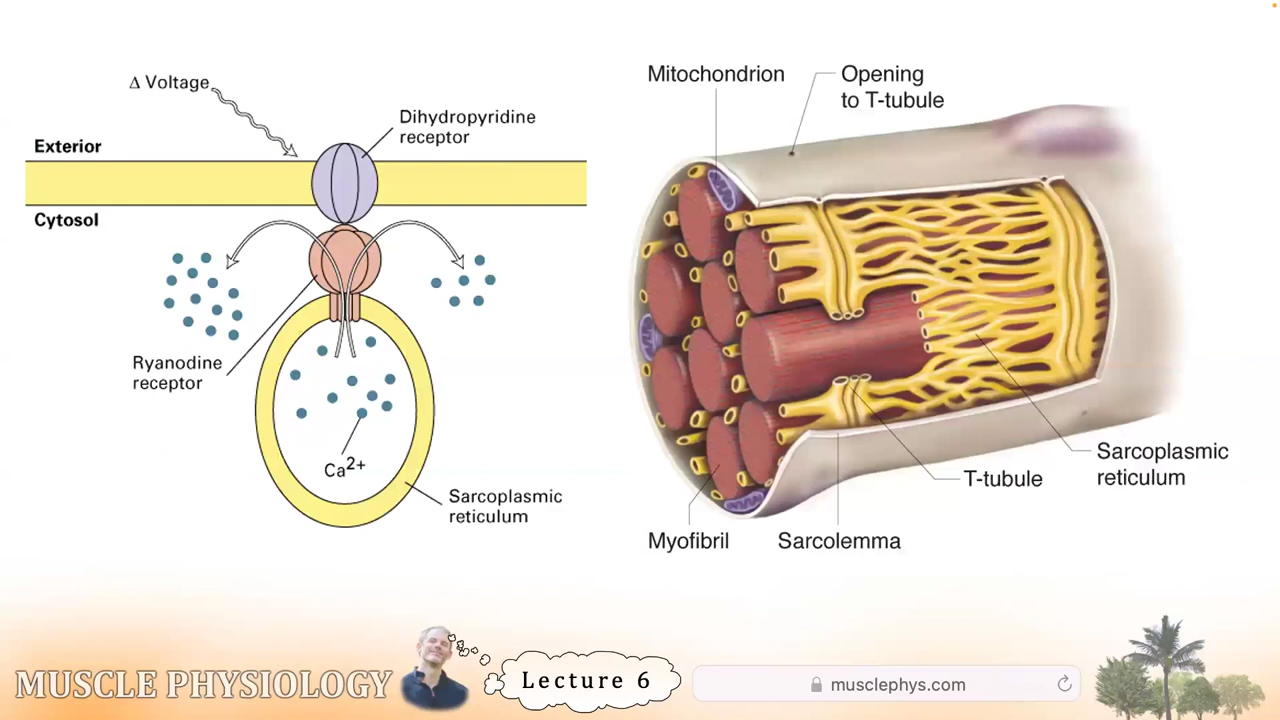 Δ Voltage
Dihydropyridine
receptor
Exterior
Cytosol
Ryanodine
receptor
Ca2+
Sarcoplasmic
reticulum
Mitochondrion
Opening
to T-tubule
Sarcoplasmic
reticulum
T-tubule
Myofibril
Sarcolemma
MUSCLE PHYSIOLOGY
Lecture 6
musclephys.com